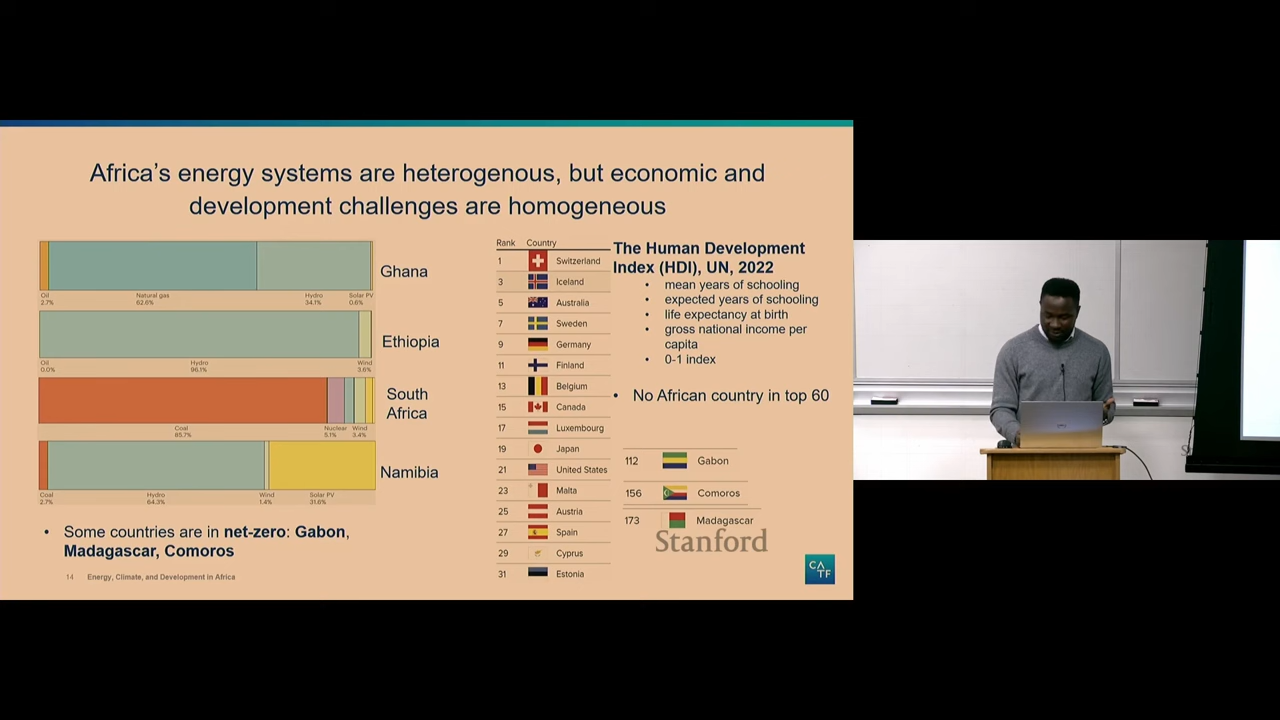 Africa's energy systems are heterogenous, but economic and
development challenges are homogeneous
Oil
2.7%
Natural gas
62.6%
Hydro
34.1%
Solar PV
0.6%
Ghana
Oil
0.0%
Hydro
96.1%
Wind
3.6%
Ethiopia
Coal
85.7%
Nuclear
5.1%
Wind
3.4%
South
Africa
Coal
2.7%
Hydro
64.3%
Wind
1.4%
Solar PV
31.6%
Namibia
• Some countries are in net-zero: Gabon,
Madagascar, Comoros
14 Energy, Climate, and Development in Africa
Rank Country
1 Switzerland
3 Iceland
5 Australia
7 Sweden
9 Germany
11 Finland
13 Belgium
15 Canada
17 Luxembourg
19 Japan
21 United States
23 Malta
25 Austria
27 Spain
29 Cyprus
31 Estonia
The Human Development
Index (HDI), UN, 2022
• mean years of schooling
• expected years of schooling
• life expectancy at birth
• gross national income per
capita
• 0-1 index
• No African country in top 60
112 Gabon
156 Comoros
173 Madagascar
Stanford
CATF